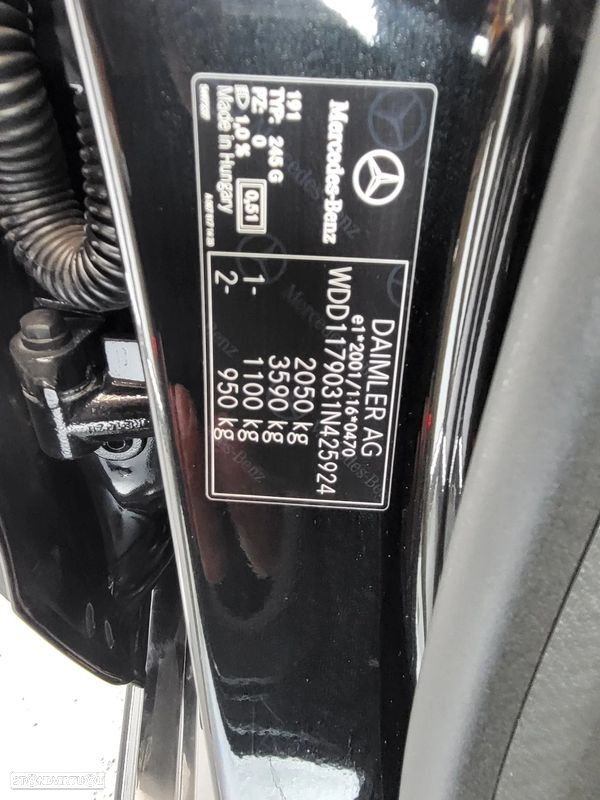 Mercedes-Benz
191
TYP: 245 G
PZ: 0
1,0 %
0,51
Made in Hungary
DAIMLER AG
e1*2001/116*0470
WDD1179031N425924
2050 kg
3590 kg
1- 1100 kg
2- 950 kg